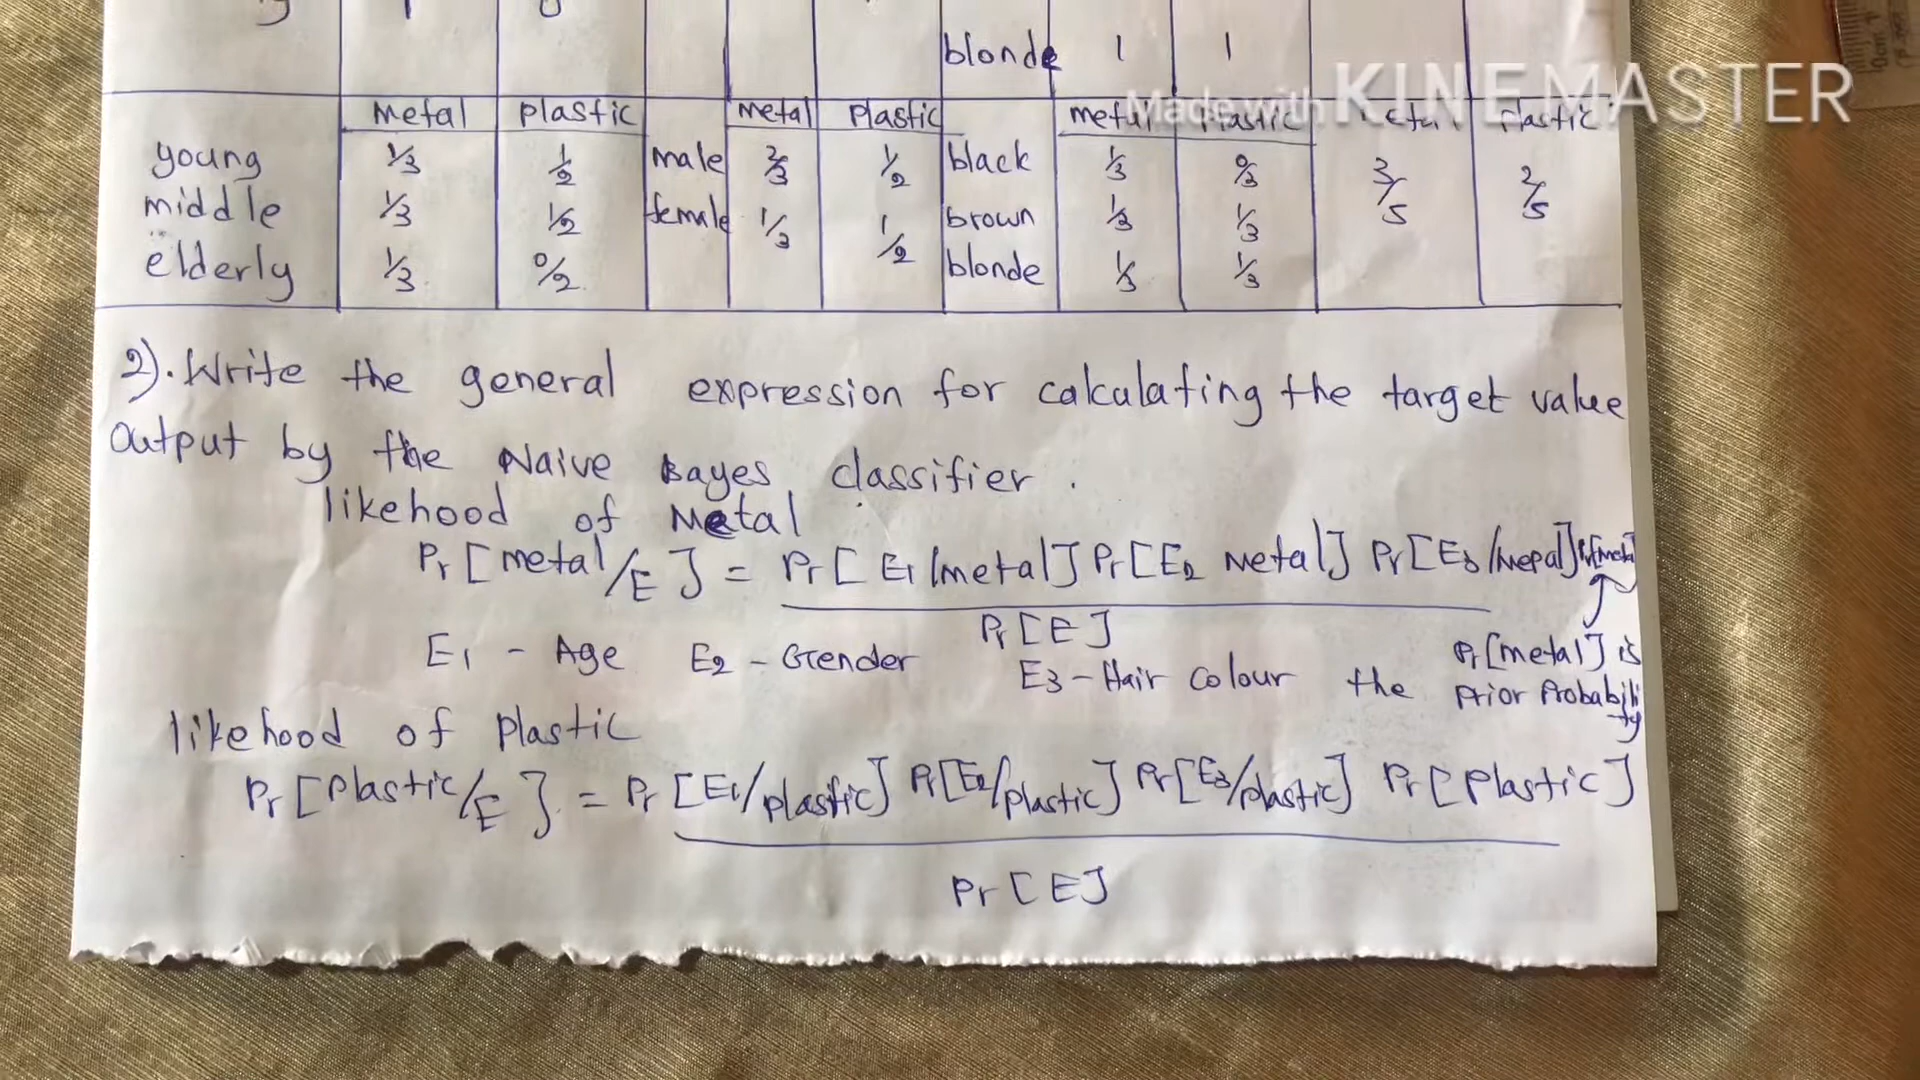 blonde 1 1
Made with KINEMASTER
metal plastic metal plastic metal plastic plastic
young 1/3 1/2 male 2/3 1/2 black 1/3 0/3 3/5 2/5
middle 1/3 1/2 female 1/3 1/2 brown 1/3 1/3
elderly 1/3 0/2 blonde 1/3 1/3
2). Write the general expression for calculating the target value
output by the Naive Bayes classifier.
likehood of Metal
Pr [metal/E] = Pr[E1/metal] Pr[E2 Metal] Pr[E3/Mepal] Pr[metal]
Pr[E]
E1 - Age E2 - Gender E3 - Hair colour the Pr[metal] is
Prior Probability
likehood of plastic
Pr [Plastic/E] = Pr [E1/plastic] Pr[E2/plastic] Pr[E3/plastic] Pr [Plastic]
Pr [E]